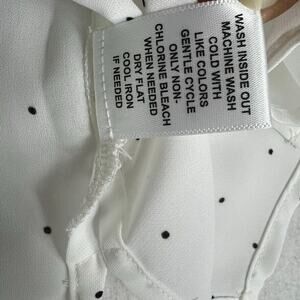 WASH INSIDE OUT
MACHINE WASH
COLD WITH
LIKE COLORS
GENTLE CYCLE
ONLY NON-
CHLORINE BLEACH
WHEN NEEDED
DRY FLAT
COOL IRON
IF NEEDED